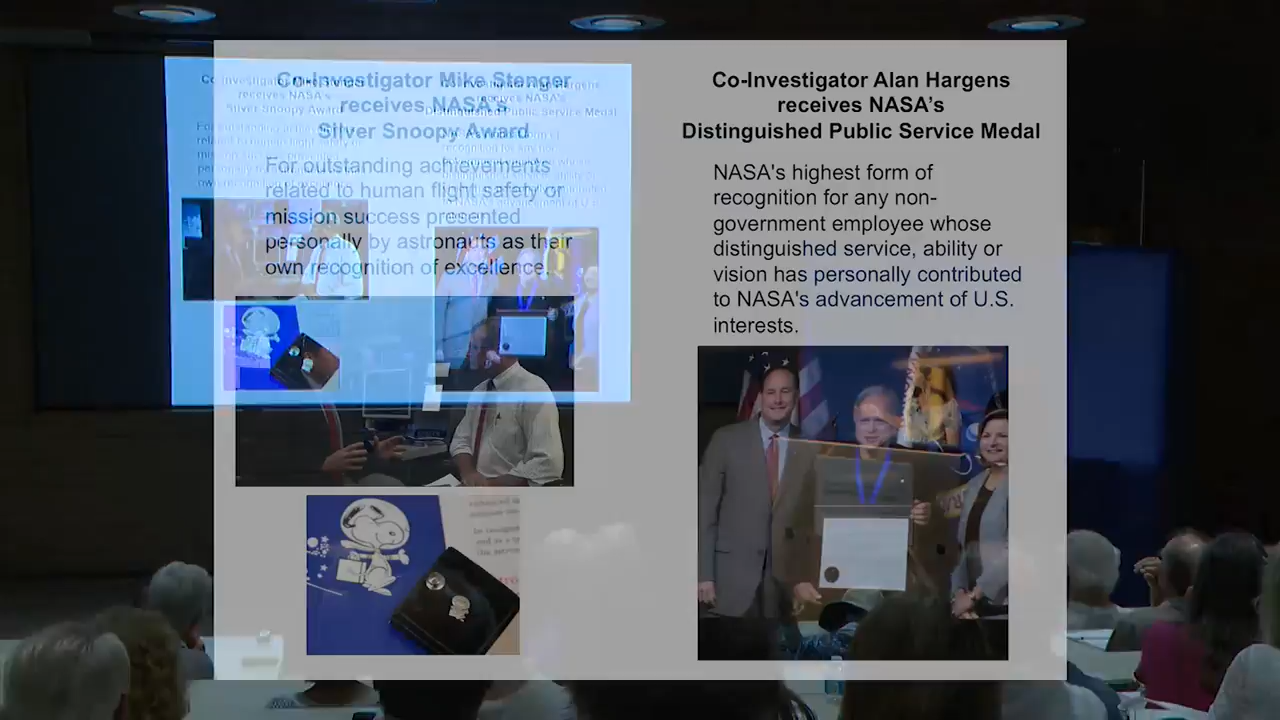 Co-Investigator Mike Stenger
receives NASA's
Silver Snoopy Award
For outstanding achievements
related to human flight safety or
mission success presented
personally by astronauts as their
own recognition of excellence.
Co-Investigator Alan Hargens
receives NASA's
Distinguished Public Service Medal
NASA's highest form of
recognition for any non-
government employee whose
distinguished service, ability or
vision has personally contributed
to NASA's advancement of U.S.
interests.